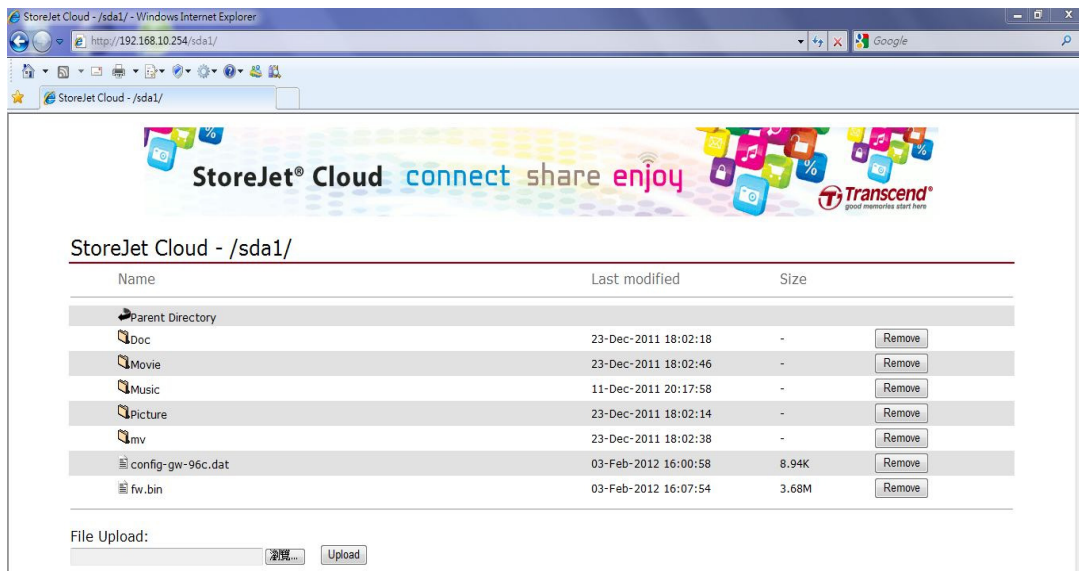 StoreJet Cloud - /sda1/ - Windows Internet Explorer
http://192.168.10.254/sda1/
Google
StoreJet Cloud - /sda1/
StoreJet® Cloud connect share enjoy
Transcend®
good memories start here
StoreJet Cloud - /sda1/
Name Last modified Size
Parent Directory
Doc 23-Dec-2011 18:02:18 - Remove
Movie 23-Dec-2011 18:02:46 - Remove
Music 11-Dec-2011 20:17:58 - Remove
Picture 23-Dec-2011 18:02:14 - Remove
mv 23-Dec-2011 18:02:38 - Remove
config-gw-96c.dat 03-Feb-2012 16:00:58 8.94K Remove
fw.bin 03-Feb-2012 16:07:54 3.68M Remove
File Upload:
瀏覽... Upload